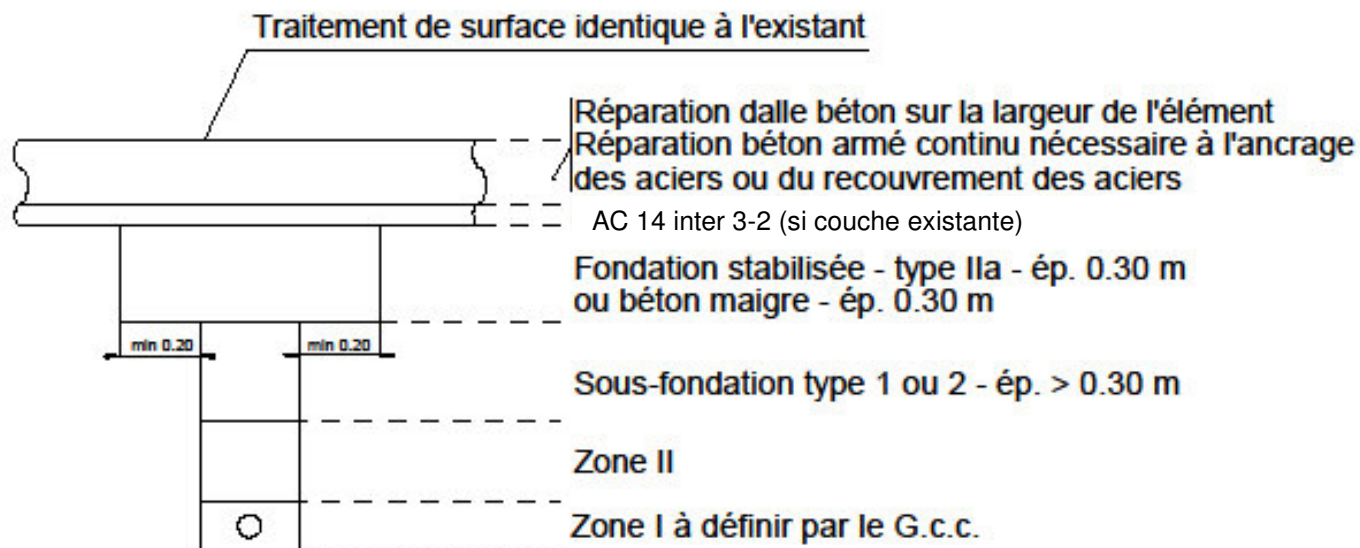 Traitement de surface identique à l'existant
Réparation dalle béton sur la largeur de l'élément
Réparation béton armé continu nécessaire à l'ancrage
des aciers ou du recouvrement des aciers
AC 14 inter 3-2 (si couche existante)
Fondation stabilisée - type IIa - ép. 0.30 m
ou béton maigre - ép. 0.30 m
min 0.20
min 0.20
Sous-fondation type 1 ou 2 - ép. > 0.30 m
Zone II
Zone I à définir par le G.c.c.